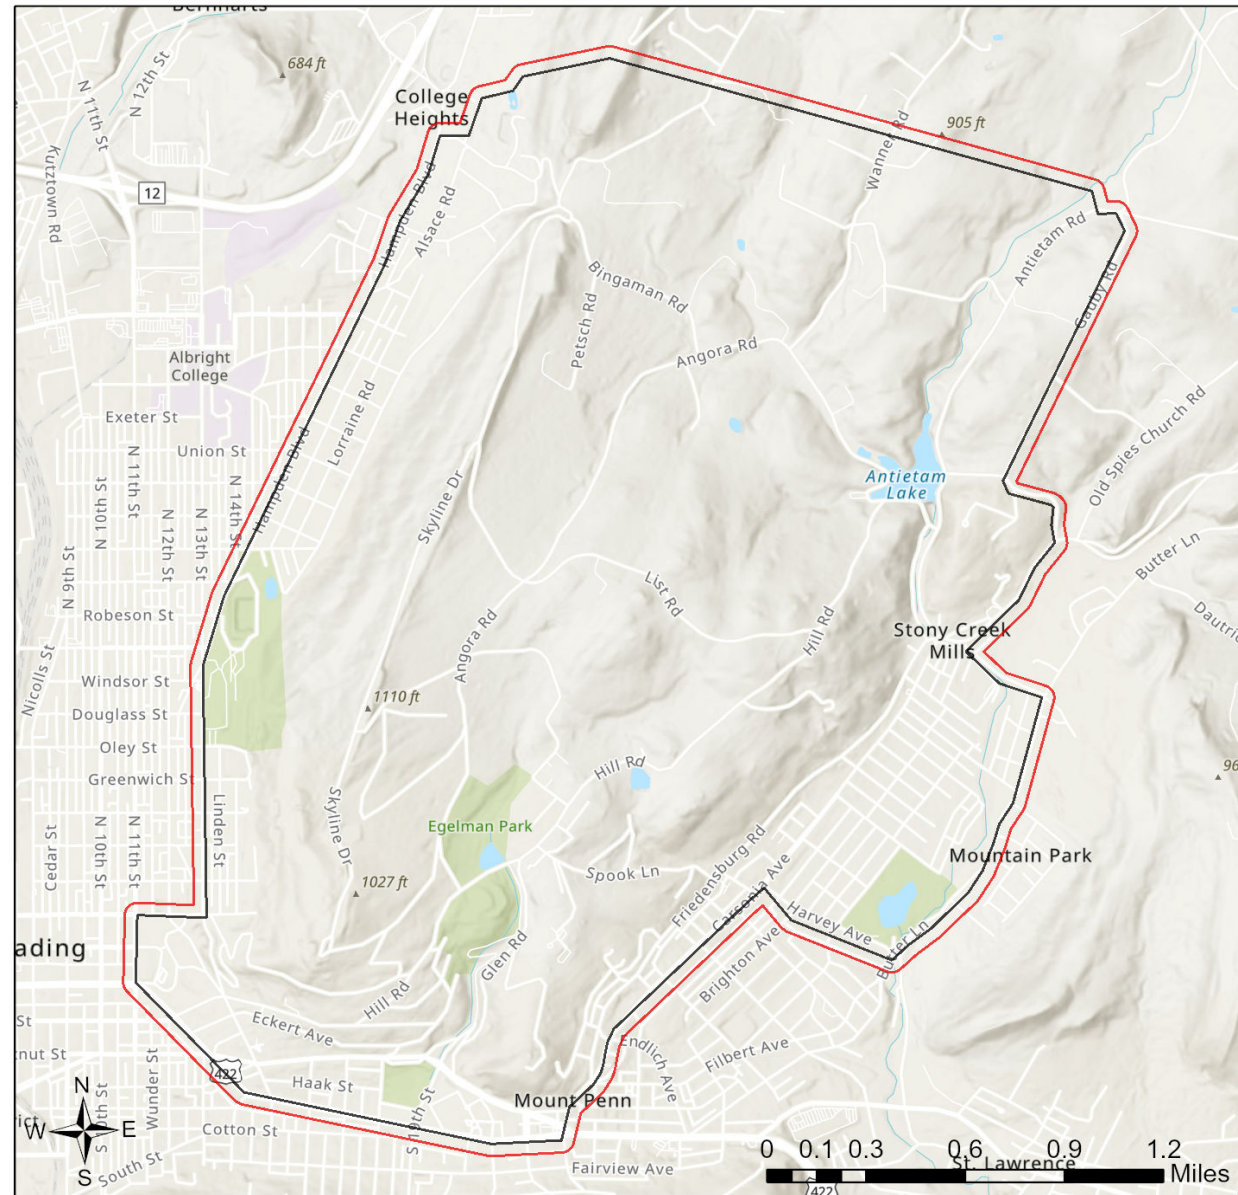 Bernharts
684 ft
N 12th St
N 11th St
College
Heights
905 ft
Wanner Rd
12
Kutztown Rd
Hampden Blvd
Alsace Rd
Antietam Rd
Bingaman Rd
Gauby Rd
Petsch Rd
Angora Rd
Albright
College
Exeter St
Lorraine Rd
Old Spies Church Rd
Union St
Hampden Blvd
N 14th St
N 11th St
N 10th St
N 12th St
N 13th St
Skyline Dr
Antietam
Lake
N 9th St
Butter Ln
List Rd
Robeson St
Hill Rd
Angora Rd
Stony Creek
Mills
Nicolls St
Windsor St
1110 ft
Douglass St
Oley St
Greenwich St
Hill Rd
96
Linden St
Skyline Dr
Cedar St
N 10th St
N 11th St
Egelman Park
Friedensburg Rd
Mountain Park
Spook Ln
1027 ft
Carsonia Ave
Harvey Ave
Butter Ln
ading
Glen Rd
Brighton Ave
Hill Rd
St
Eckert Ave
Endlich Ave
Filbert Ave
nut St
422
Haak St
Wunder St
N
Mount Penn
S 19th St
W
E
S
Cotton St
South St
St. Lawrence
Fairview Ave
422
0 0.1 0.3 0.6 0.9 1.2
Miles